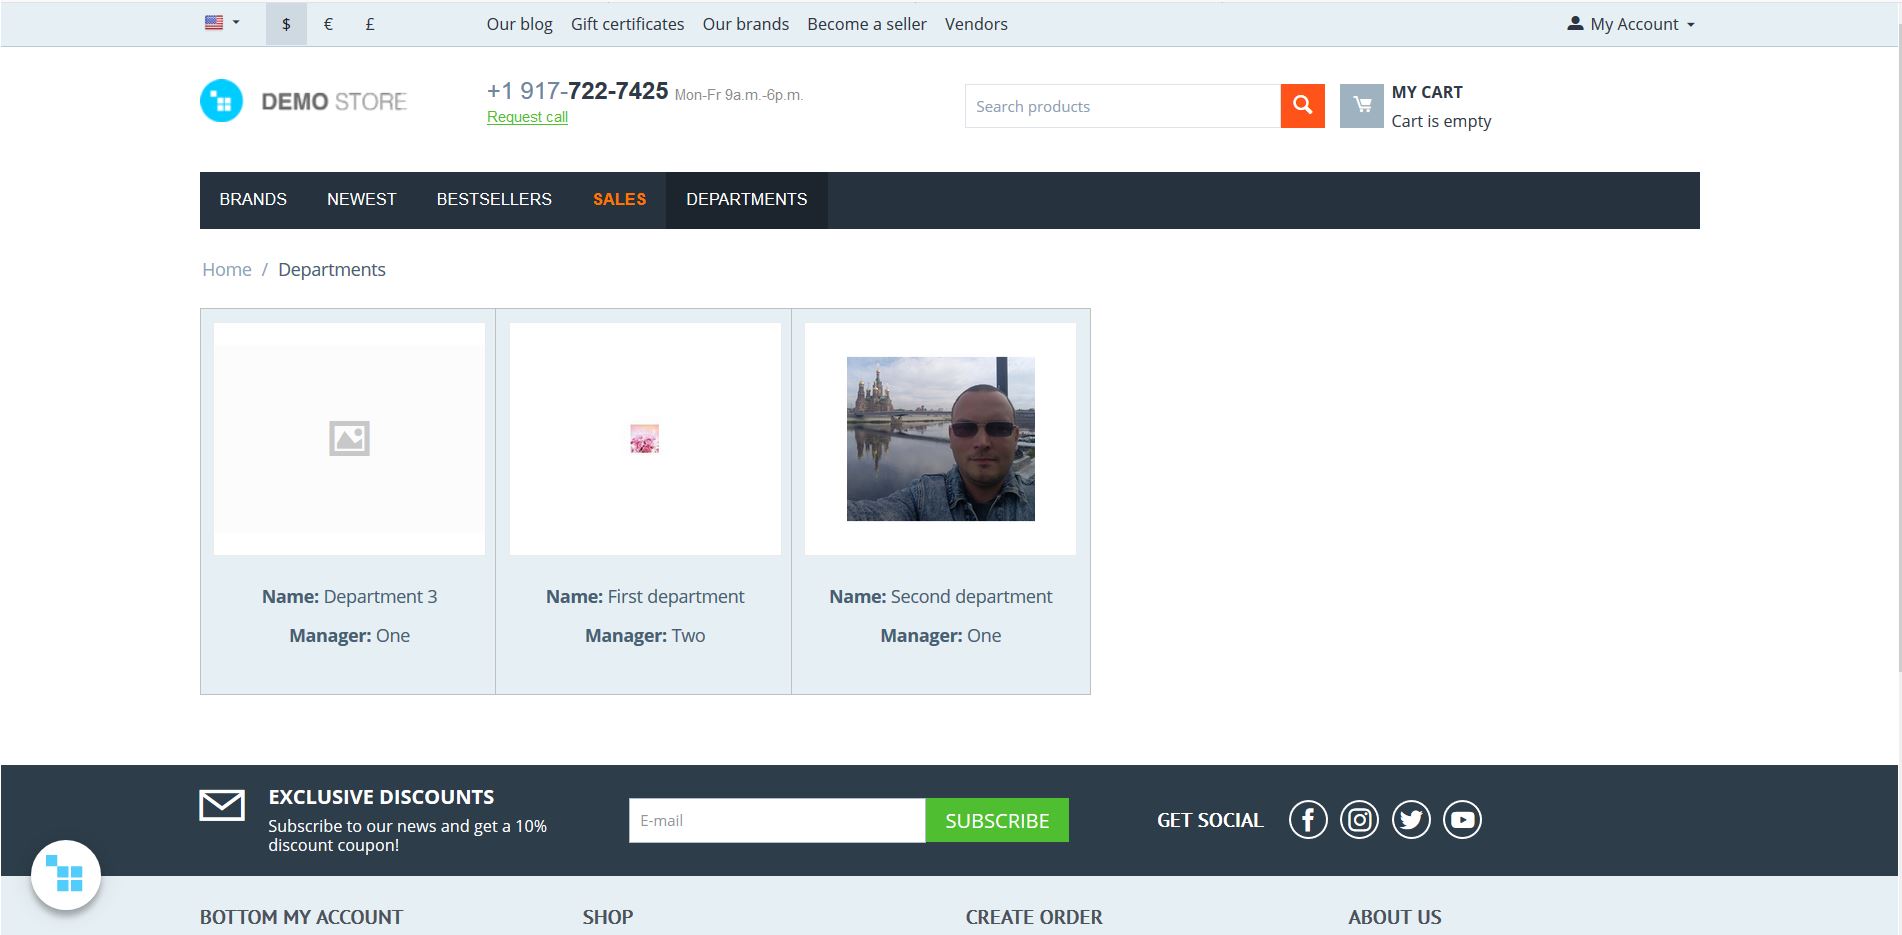 $ € £ Our blog Gift certificates Our brands Become a seller Vendors My Account
DEMO STORE
+1 917-722-7425 Mon-Fr 9a.m.-6p.m.
Request call
Search products
MY CART
Cart is empty
BRANDS NEWEST BESTSELLERS SALES DEPARTMENTS
Home / Departments
Name: Department 3
Manager: One
Name: First department
Manager: Two
Name: Second department
Manager: One
EXCLUSIVE DISCOUNTS
Subscribe to our news and get a 10%
discount coupon!
E-mail
SUBSCRIBE
GET SOCIAL
BOTTOM MY ACCOUNT
SHOP
CREATE ORDER
ABOUT US